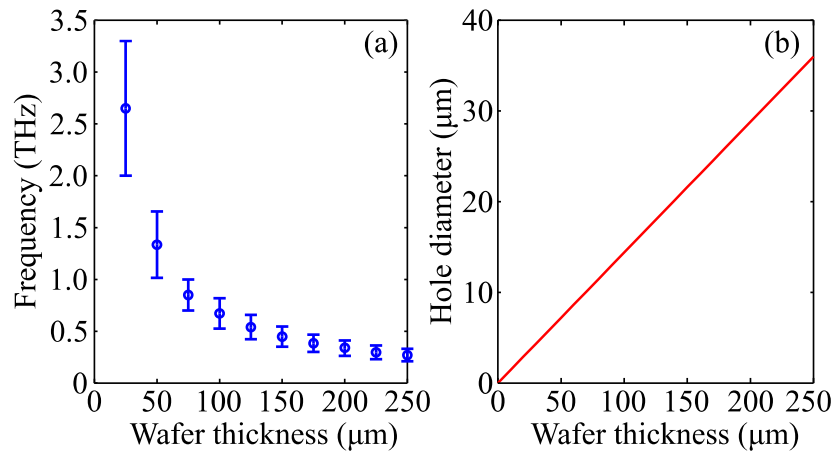 3.5
3.0
2.5
2.0
1.5
1.0
0.5
0
Frequency (THz)
(a)
0 50 100 150 200 250
Wafer thickness (μm)
40
30
20
10
0
Hole diameter (μm)
(b)
0 50 100 150 200 250
Wafer thickness (μm)